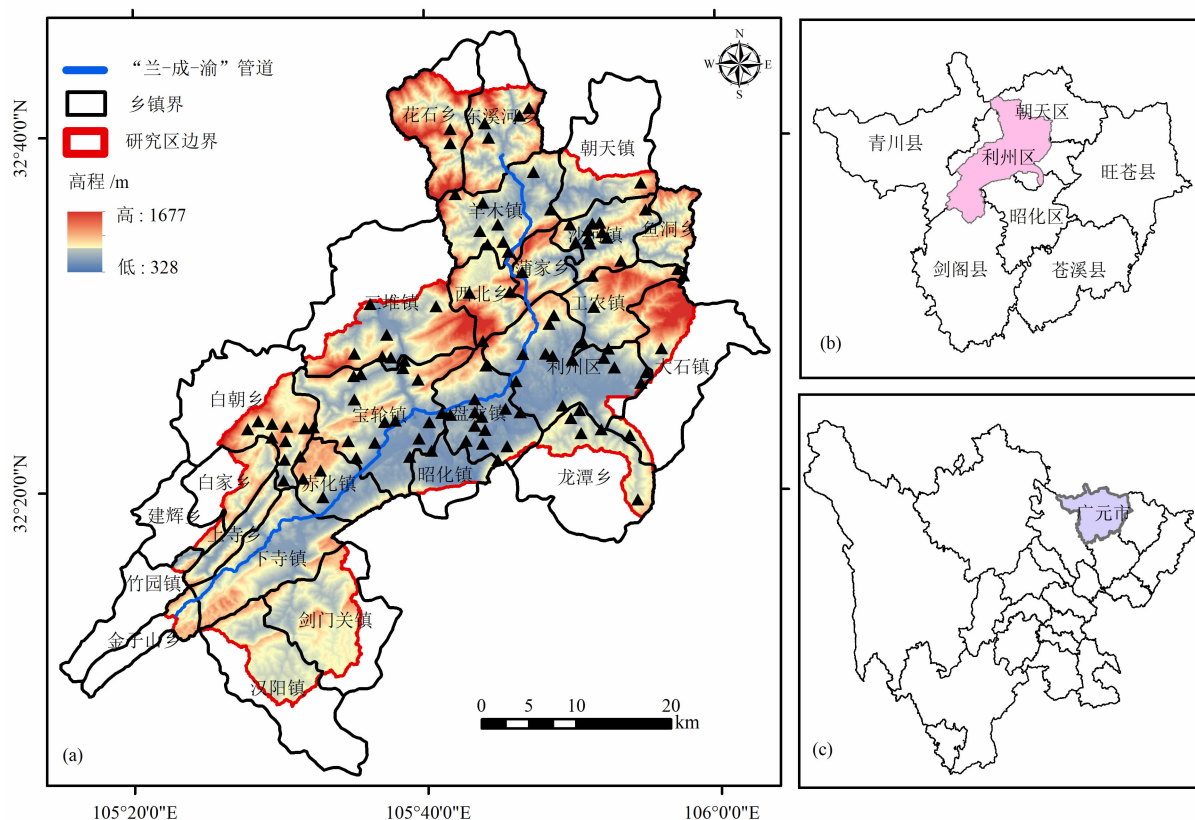 N
W
E
S
32°40'0"N
32°20'0"N
“兰-成-渝”管道
乡镇界
研究区边界
高程 /m
高 : 1677
低 : 328
花石乡
东溪河乡
朝天镇
羊木镇
沙河镇
鱼洞乡
蒲家乡
西北乡
三堆镇
工农镇
利州区
大石镇
白朝乡
宝轮镇
盘龙镇
昭化镇
龙潭乡
白家乡
赤化镇
建辉乡
上寺乡
下寺镇
竹园镇
剑门关镇
金子山乡
汉阳镇
0
5
10
20
km
(a)
105°20'0"E
105°40'0"E
106°0'0"E
朝天区
青川县
利州区
旺苍县
昭化区
剑阁县
苍溪县
(b)
广元市
(c)